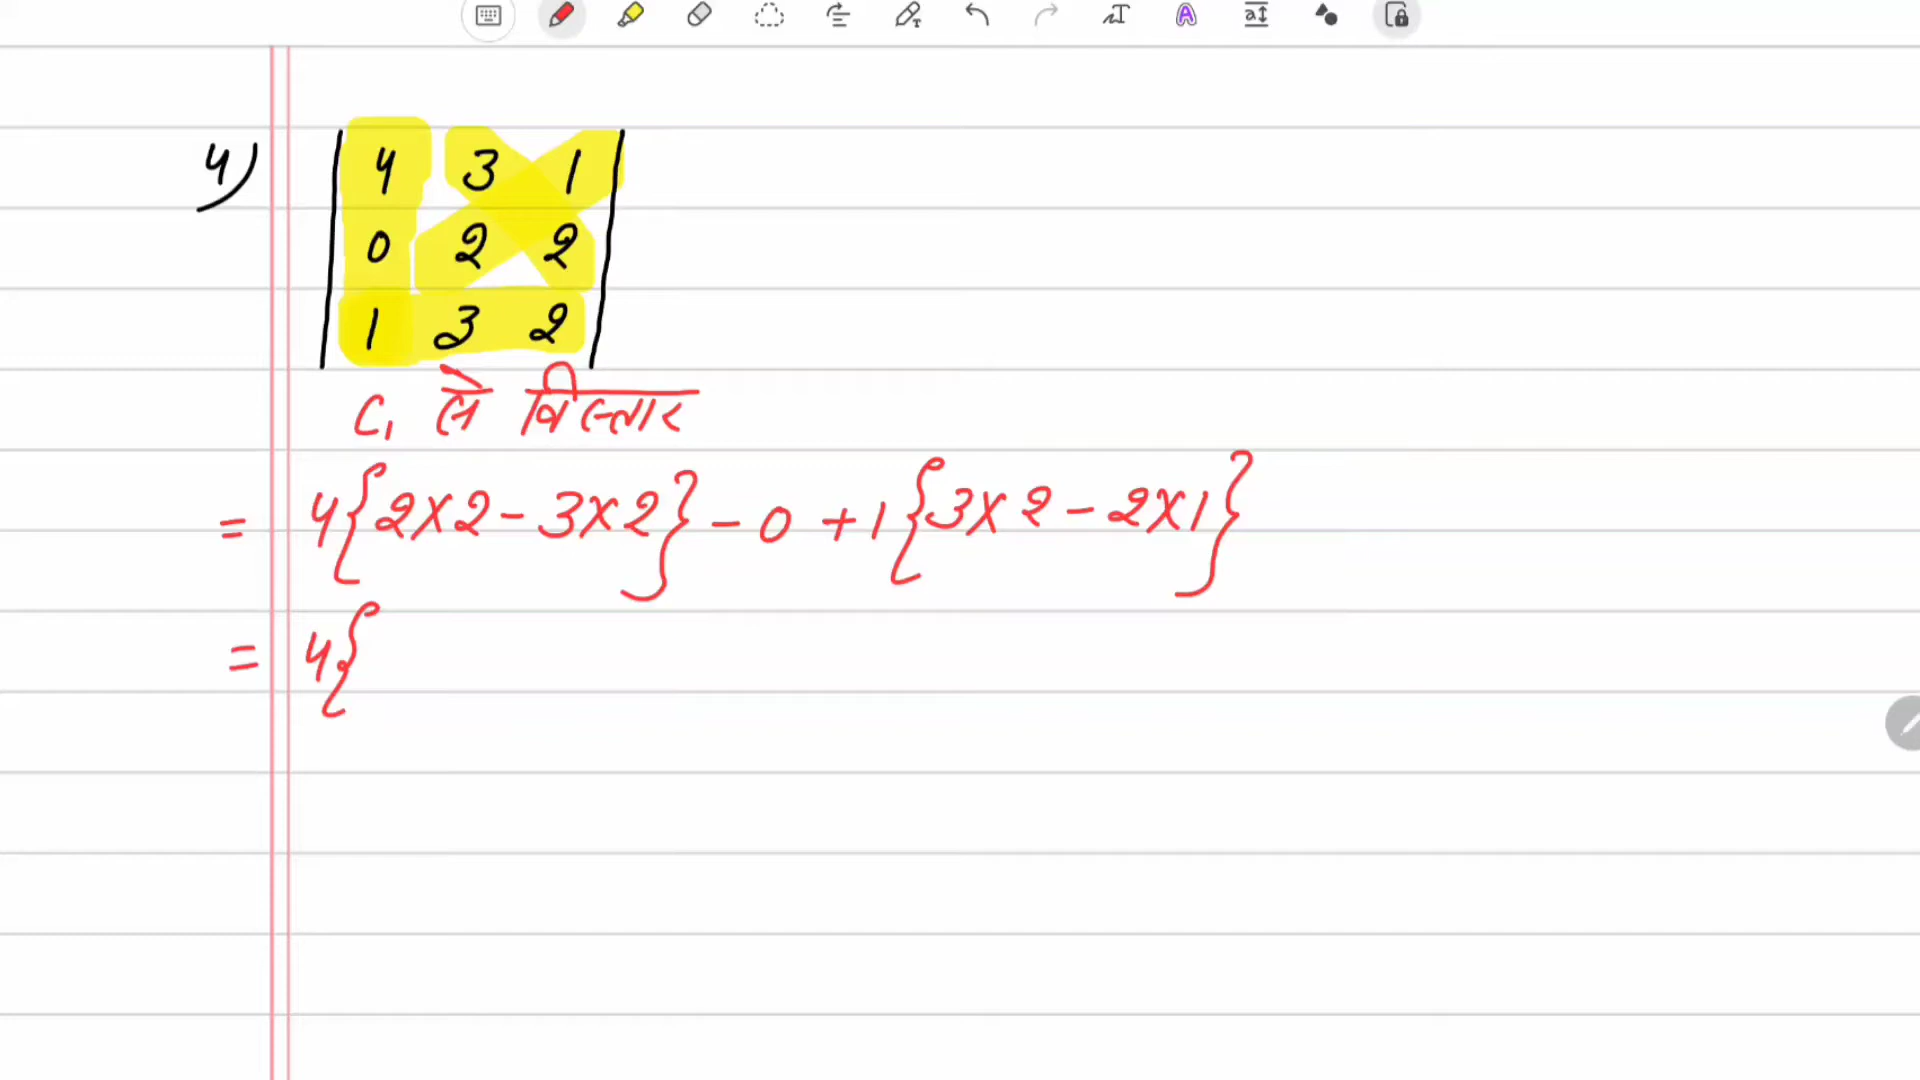 4) | 4 3 1 |
| 0 2 2 |
| 1 3 2 |
C₁ से विस्तार
= 4{2×2-3×2}-0+1{3×2-2×1}
= 4{